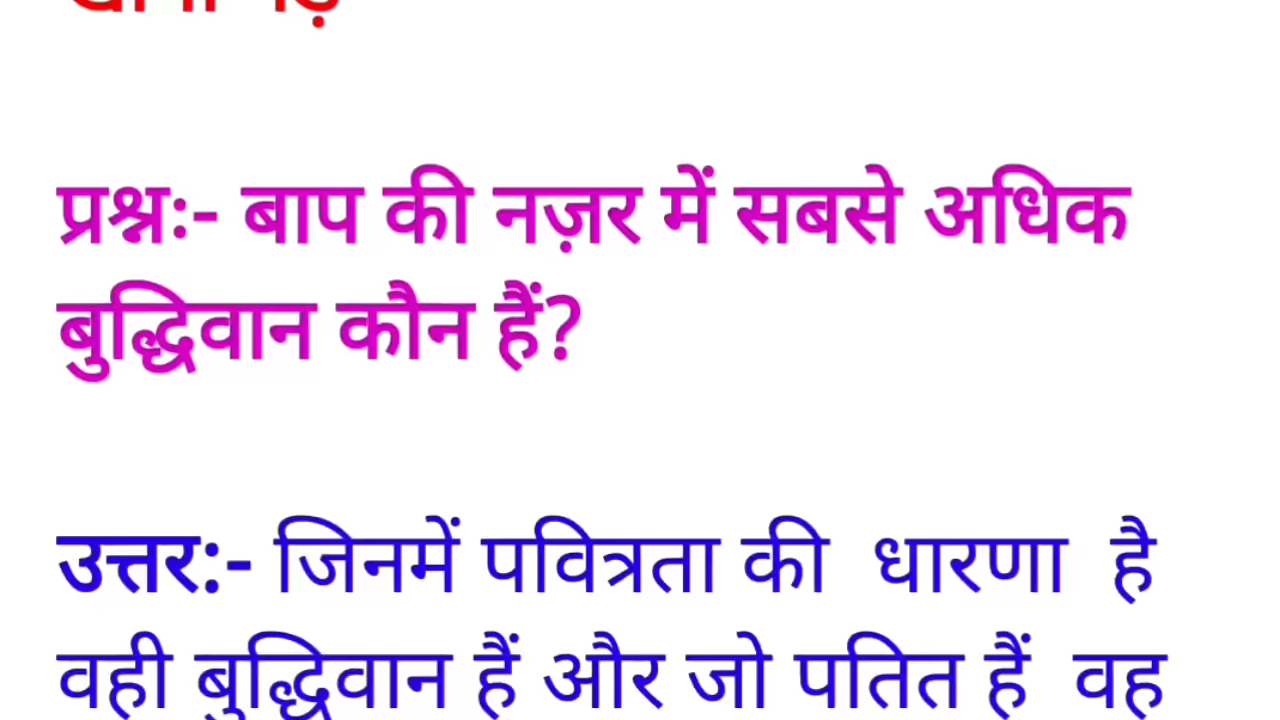 प्रश्नः- बाप की नज़र में सबसे अधिक
बुद्धिवान कौन हैं?
उत्तर:- जिनमें पवित्रता की धारणा है
वही बुद्धिवान हैं और जो पतित हैं वह